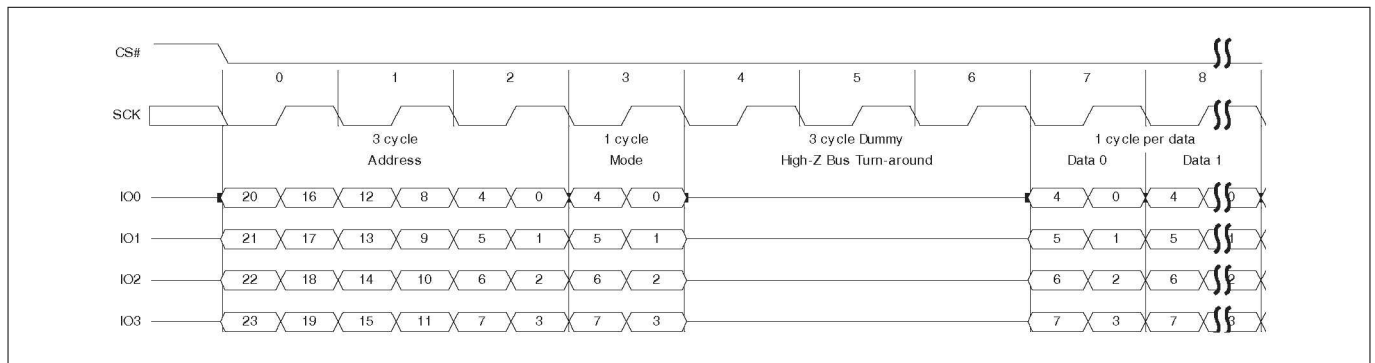 CS#
0 1 2 3 4 5 6 7 8
SCK
3 cycle 1 cycle 3 cycle Dummy 1 cycle per data
Address Mode High-Z Bus Turn-around Data 0 Data 1
IO0 20 16 12 8 4 0 4 0 4 0 4 0
IO1 21 17 13 9 5 1 5 1 5 1 5 1
IO2 22 18 14 10 6 2 6 2 6 2 6 2
IO3 23 19 15 11 7 3 7 3 7 3 7 3